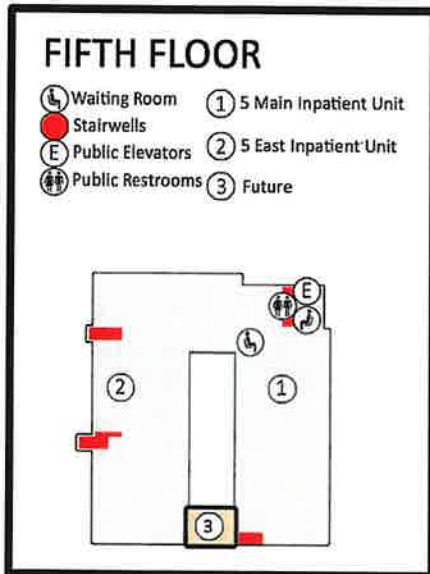 FIFTH FLOOR
Waiting Room
1 5 Main Inpatient Unit
Stairwells
E Public Elevators
2 5 East Inpatient Unit
Public Restrooms
3 Future
E
2
1
3